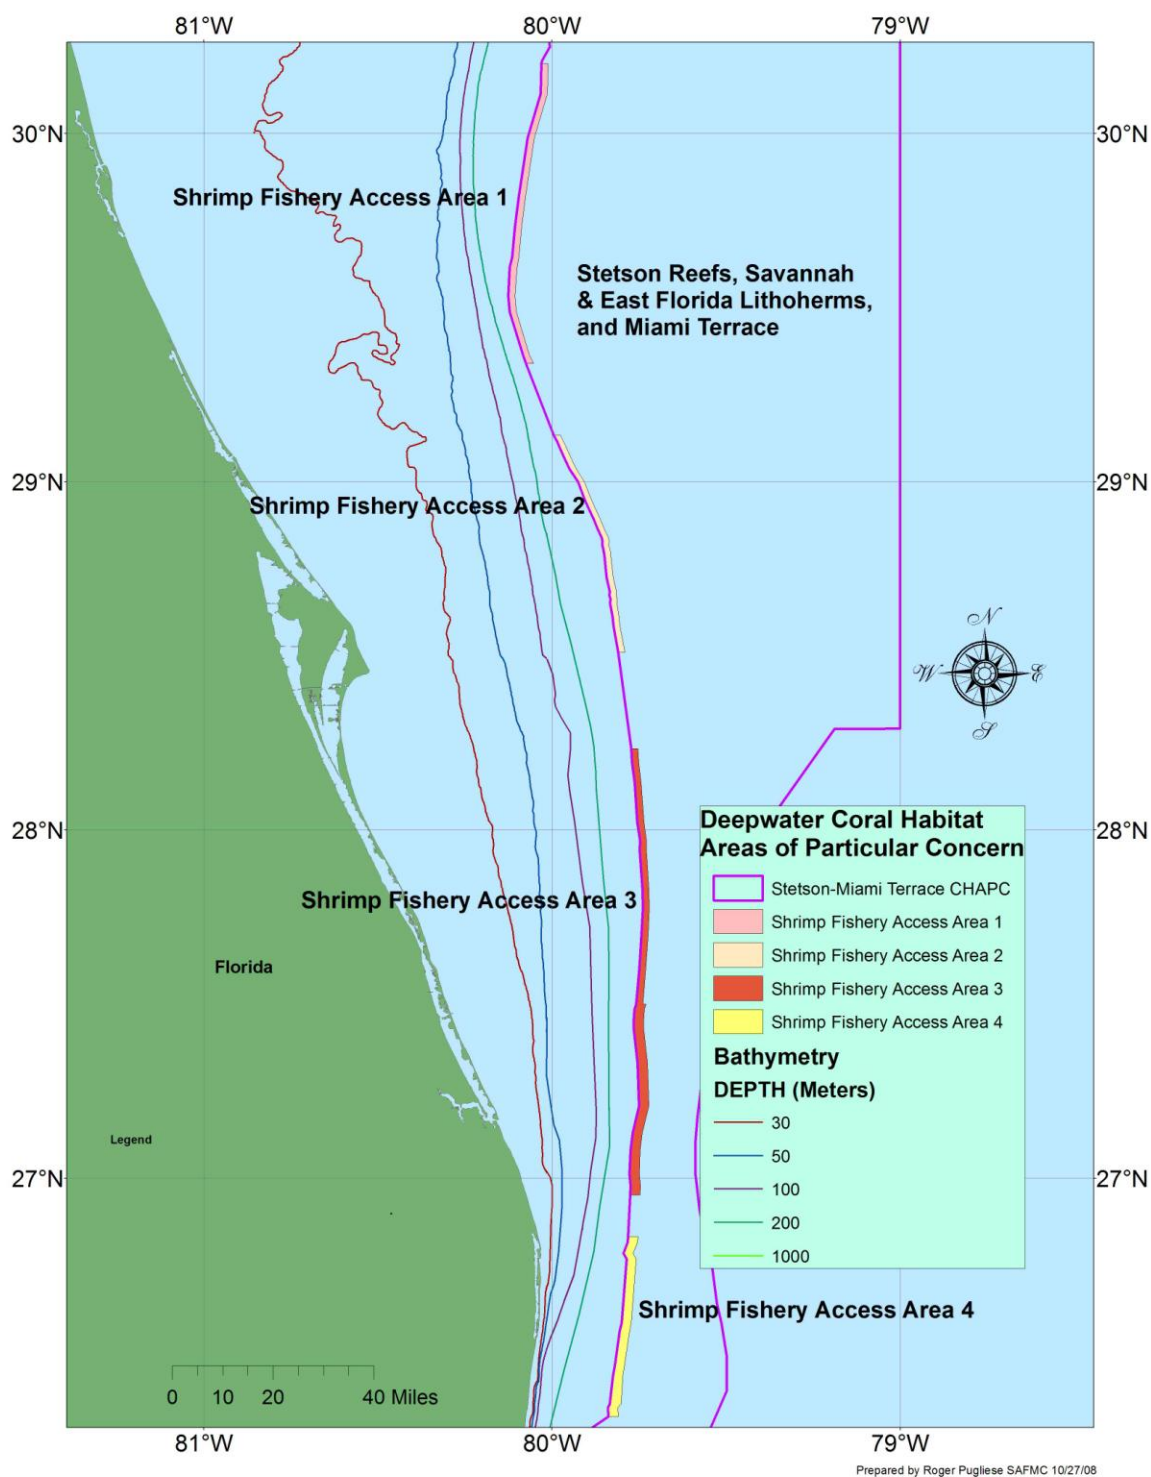 81°W 80°W 79°W
30°N 30°N
Shrimp Fishery Access Area 1
Stetson Reefs, Savannah
& East Florida Lithoherms,
and Miami Terrace
29°N 29°N
Shrimp Fishery Access Area 2
N
W E
S
28°N 28°N
Deepwater Coral Habitat
Areas of Particular Concern
Stetson-Miami Terrace CHAPC
Shrimp Fishery Access Area 1
Shrimp Fishery Access Area 2
Shrimp Fishery Access Area 3
Shrimp Fishery Access Area 4
Bathymetry
DEPTH (Meters)
30
50
100
200
1000
Shrimp Fishery Access Area 3
Florida
Legend
27°N 27°N
Shrimp Fishery Access Area 4
0 10 20 40 Miles
81°W 80°W 79°W
Prepared by Roger Pugliese SAFMC 10/27/08